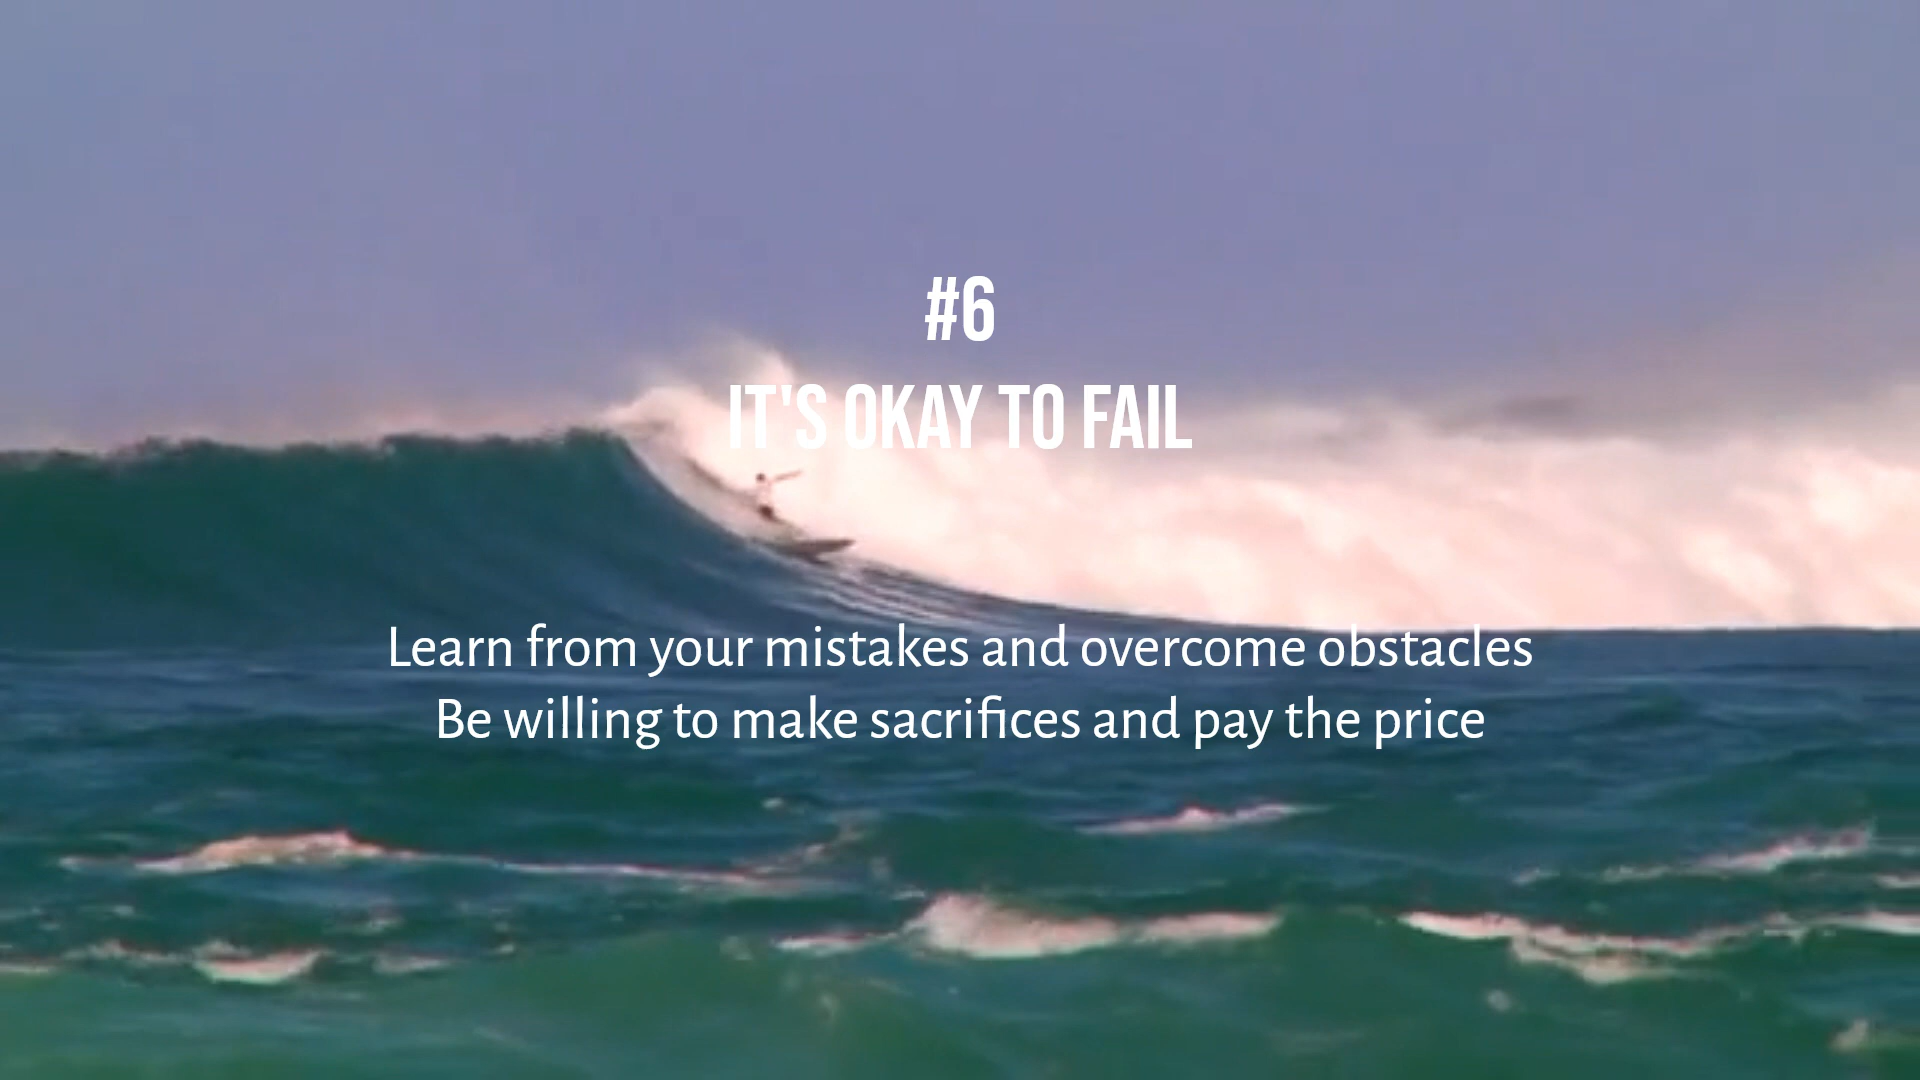 #6
IT'S OKAY TO FAIL
Learn from your mistakes and overcome obstacles
Be willing to make sacrifices and pay the price